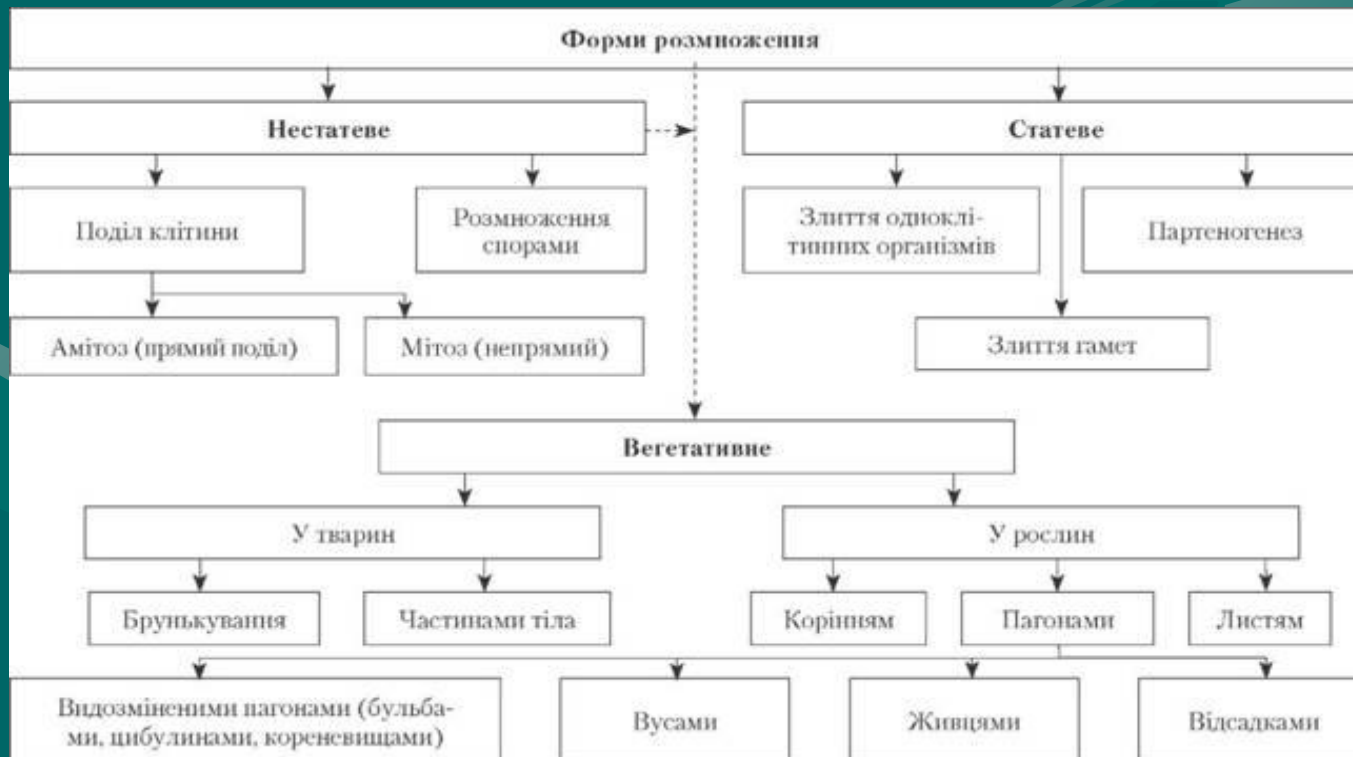 Форми розмноження
Нестатеве
Статеве
Поділ клітини
Розмноження
спорами
Злиття одноклі-
тинних організмів
Партеногенез
Амітоз (прямий поділ)
Мітоз (непрямий)
Злиття гамет
Вегетативне
У тварин
У рослин
Брунькування
Частинами тіла
Корінням
Пагонами
Листям
Видозміненими пагонами (бульба-
ми, цибулинами, кореневищами)
Вусами
Живцями
Відсадками